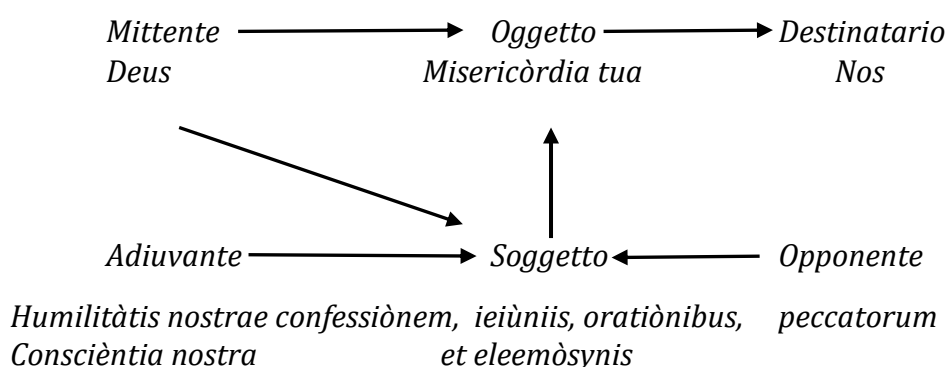 Mittente Oggetto Destinatario
Deus Misericòrdia tua Nos
Adiuvante Soggetto Opponente
Humilitàtis nostrae confessiònem, ieiùniis, oratiònibus, peccatorum
Consciències nostra et eleemòsynis